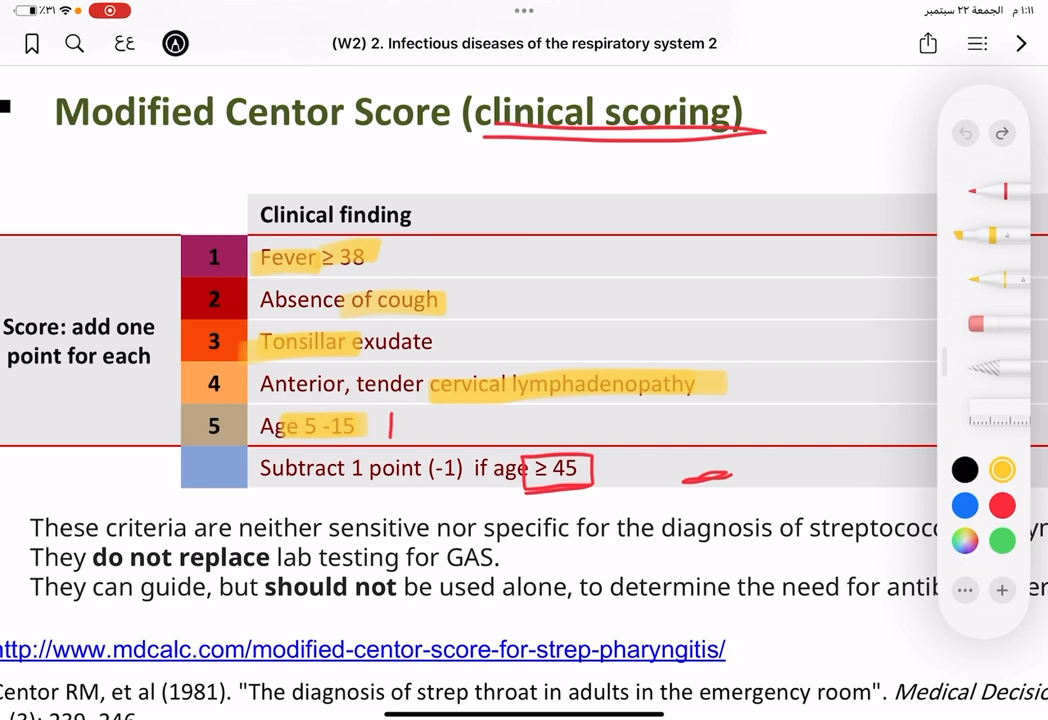 ٪٣١
١:١١ م الجمعة ٢٢ سبتمبر
(W2) 2. Infectious diseases of the respiratory system 2
Modified Centor Score (clinical scoring)
Clinical finding
Score: add one point for each
1 Fever ≥ 38
2 Absence of cough
3 Tonsillar exudate
4 Anterior, tender cervical lymphadenopathy
5 Age 5 -15
Subtract 1 point (-1) if age ≥ 45
These criteria are neither sensitive nor specific for the diagnosis of
They do not replace lab testing for GAS.
They can guide, but should not be used alone, to determine the need for
ttp://www.mdcalc.com/modified-centor-score-for-strep-pharyngitis/
Centor RM, et al (1981). "The diagnosis of strep throat in adults in the emergency room". Medical